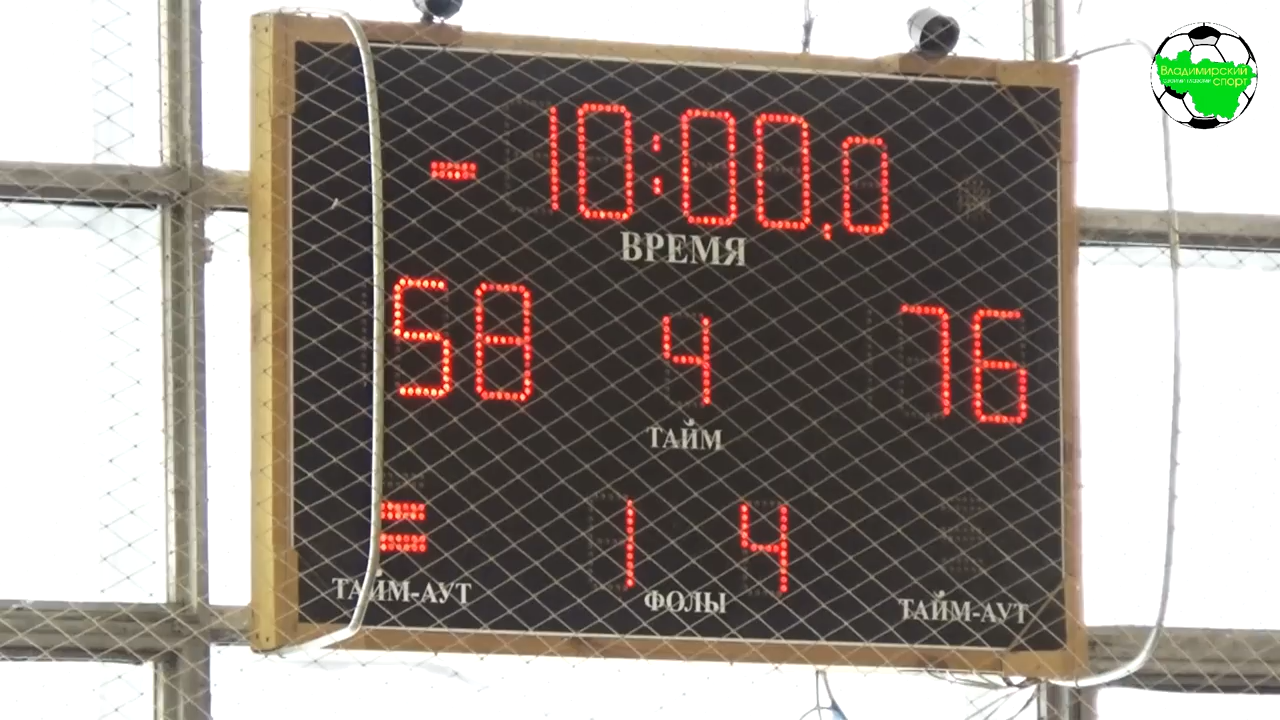 Владимирский
спорт
- 10:00,0
ВРЕМЯ
58 4 76
ТАЙМ
= 1 4
ТАЙМ-АУТ ФОЛЫ ТАЙМ-АУТ